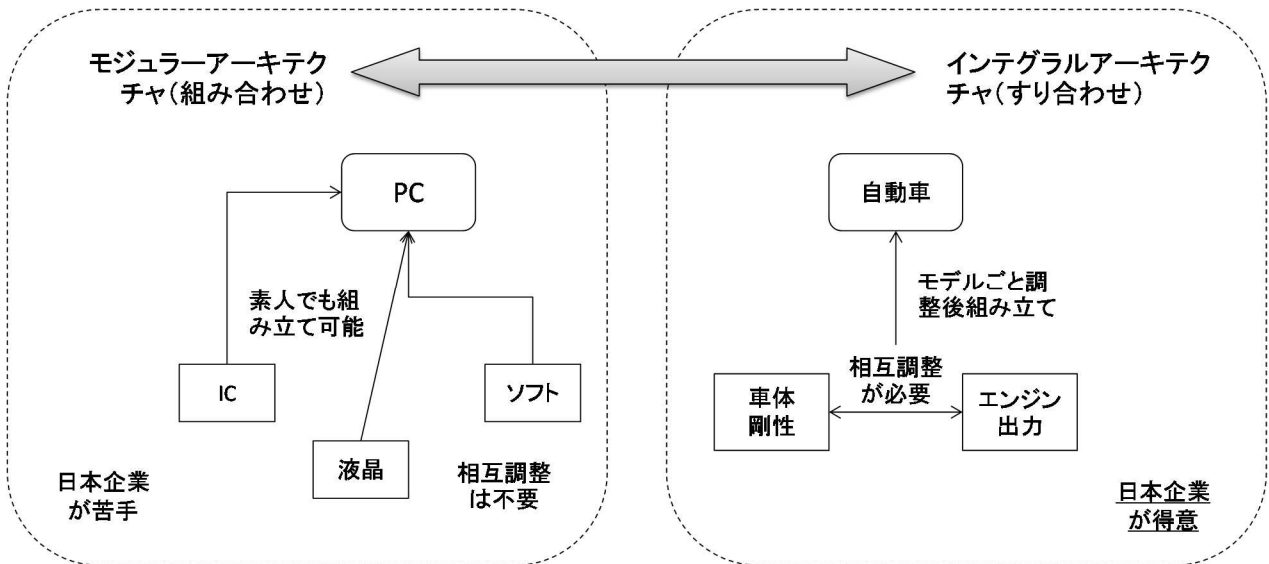 モジュラーアーキテク
チャ(組み合わせ)
PC
素人でも組
み立て可能
IC
ソフト
液晶
相互調整
は不要
日本企業
が苦手
インテグラルアーキテク
チャ(すり合わせ)
自動車
モデルごと調
整後組み立て
相互調整
が必要
車体
剛性
エンジン
出力
日本企業
が得意